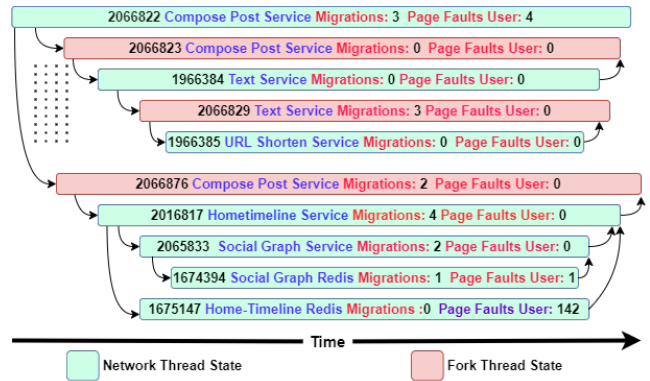 2066822 Compose Post Service Migrations: 3 Page Faults User: 4
2066823 Compose Post Service Migrations: 0 Page Faults User: 0
1966384 Text Service Migrations: 0 Page Faults User: 0
2066829 Text Service Migrations: 3 Page Faults User: 0
1966385 URL Shorten Service Migrations: 0 Page Faults User: 0
2066876 Compose Post Service Migrations: 2 Page Faults User: 0
2016817 Hometimeline Service Migrations: 4 Page Faults User: 0
2065833 Social Graph Service Migrations: 2 Page Faults User: 0
1674394 Social Graph Redis Migrations: 1 Page Faults User: 1
1675147 Home-Timeline Redis Migrations :0 Page Faults User: 142
Time
Network Thread State
Fork Thread State